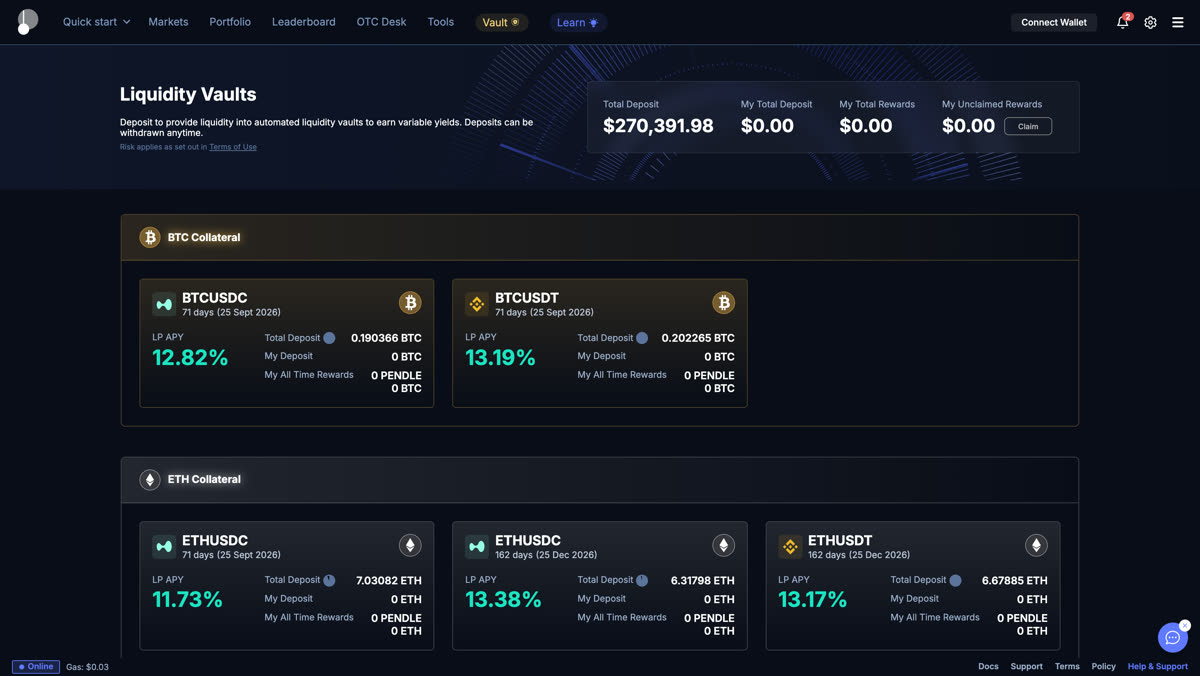 Quick start Markets Portfolio Leaderboard OTC Desk Tools Vault Learn Connect Wallet 2
Liquidity Vaults
Deposit to provide liquidity into automated liquidity vaults to earn variable yields. Deposits can be
withdrawn anytime.
Risk applies as set out in Terms of Use
Total Deposit My Total Deposit My Total Rewards My Unclaimed Rewards
$270,391.98 $0.00 $0.00 $0.00 Claim
BTC Collateral
BTCUSDC
71 days (25 Sept 2026)
LP APY
12.82%
Total Deposit 0.190366 BTC
My Deposit 0 BTC
My All Time Rewards 0 PENDLE
0 BTC
BTCUSDT
71 days (25 Sept 2026)
LP APY
13.19%
Total Deposit 0.202265 BTC
My Deposit 0 BTC
My All Time Rewards 0 PENDLE
0 BTC
ETH Collateral
ETHUSDC
71 days (25 Sept 2026)
LP APY
11.73%
Total Deposit 7.03082 ETH
My Deposit 0 ETH
My All Time Rewards 0 PENDLE
0 ETH
ETHUSDC
162 days (25 Dec 2026)
LP APY
13.38%
Total Deposit 6.31798 ETH
My Deposit 0 ETH
My All Time Rewards 0 PENDLE
0 ETH
ETHUSDT
162 days (25 Dec 2026)
LP APY
13.17%
Total Deposit 6.67885 ETH
My Deposit 0 ETH
My All Time Rewards 0 PENDLE
0 ETH
Online Gas: $0.03 Docs Support Terms Policy Help & Support